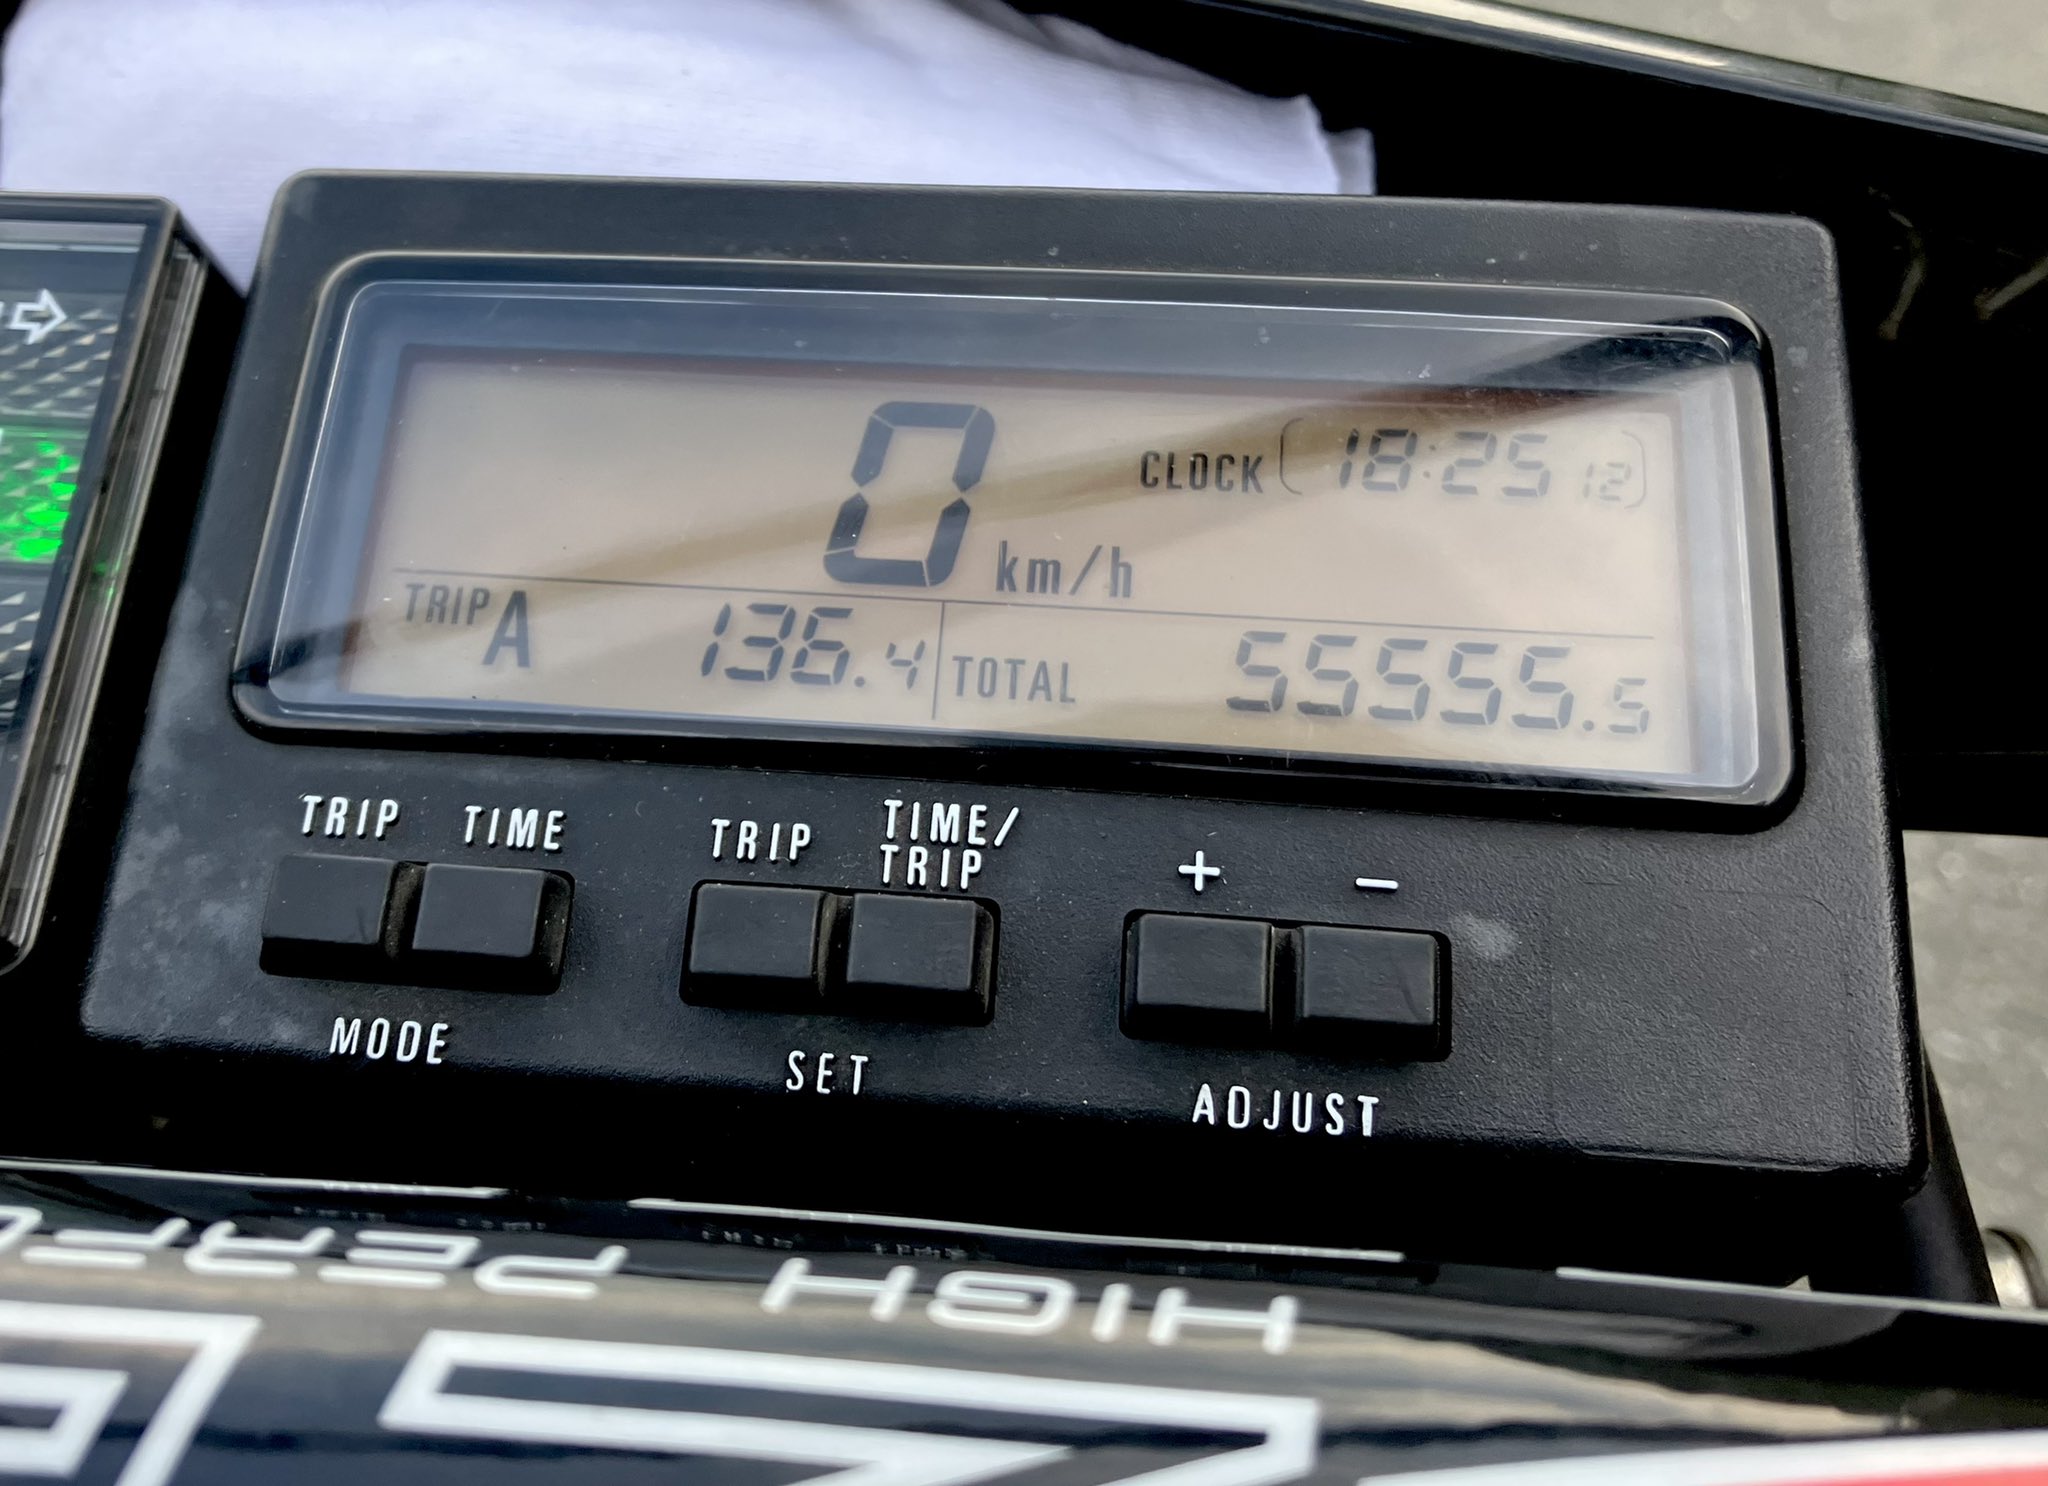 0 km/h
CLOCK 18:25 12
TRIP A 136.4
TOTAL 55555.5
TRIP TIME
TRIP TIME/TRIP
+ −
MODE
SET
ADJUST
HIGH